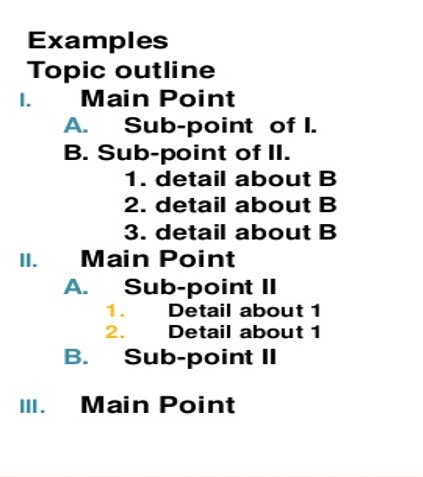 Examples
Topic outline
I. Main Point
A. Sub-point of I.
B. Sub-point of II.
1. detail about B
2. detail about B
3. detail about B
II. Main Point
A. Sub-point II
1. Detail about 1
2. Detail about 1
B. Sub-point II
III. Main Point